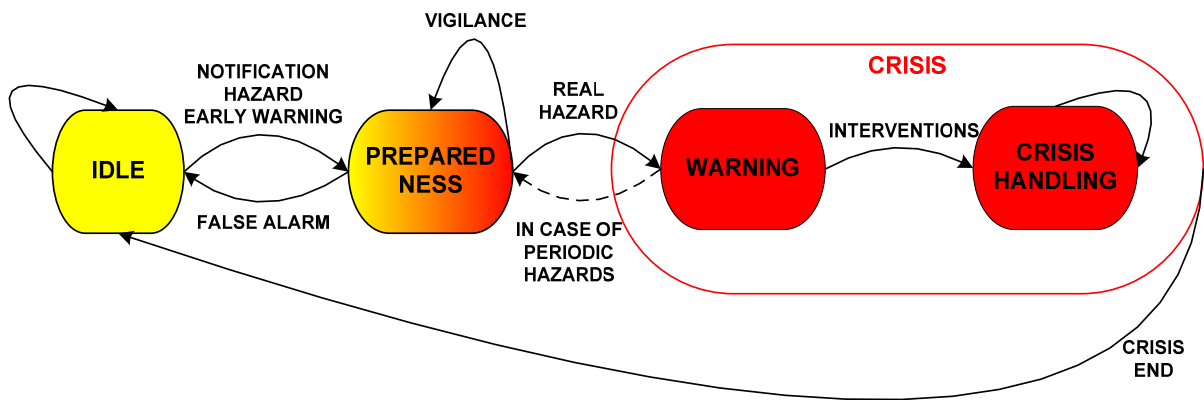 VIGILANCE
CRISIS
NOTIFICATION
HAZARD
EARLY WARNING
REAL
HAZARD
INTERVENTIONS
IDLE
PREPARED
NESS
WARNING
CRISIS
HANDLING
FALSE ALARM
IN CASE OF
PERIODIC
HAZARDS
CRISIS
END